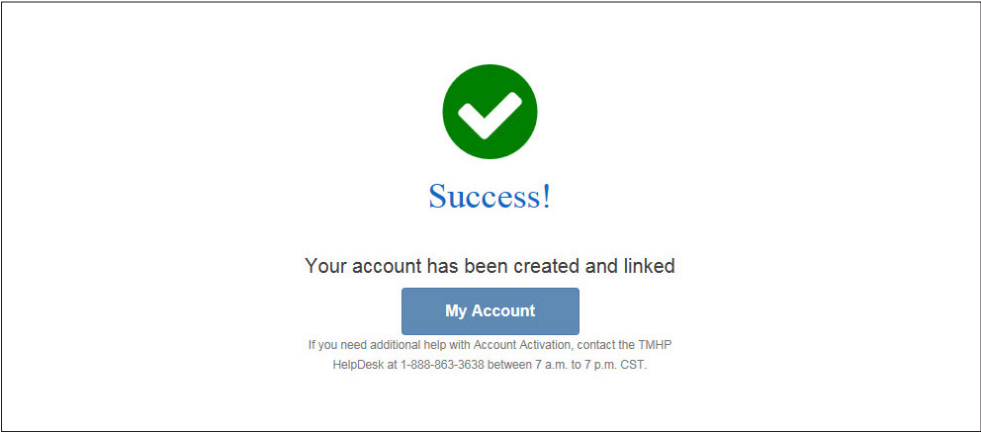 Success!
Your account has been created and linked
My Account
If you need additional help with Account Activation, contact the TMHP
HelpDesk at 1-888-863-3638 between 7 a.m. to 7 p.m. CST.